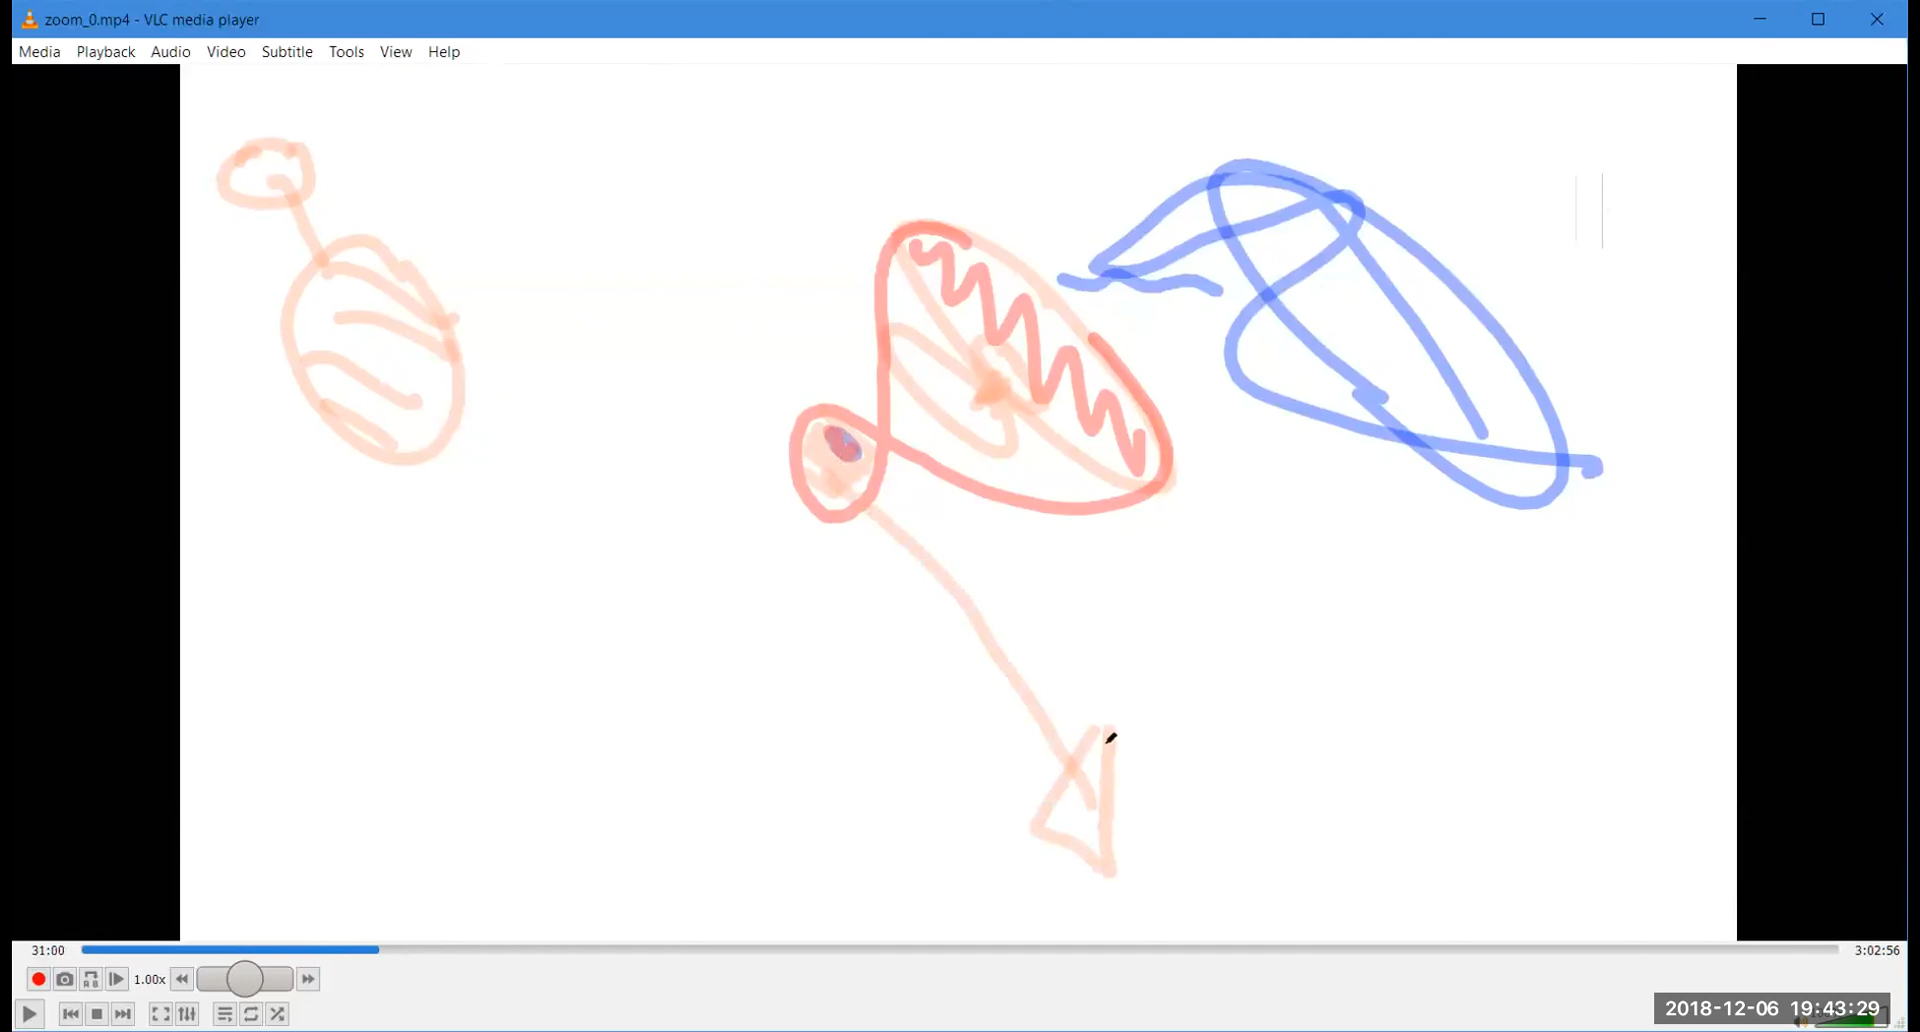 zoom_0.mp4 - VLC media player
Media Playback Audio Video Subtitle Tools View Help
31:00
3:02:56
1.00x
2018-12-06 19:43:29